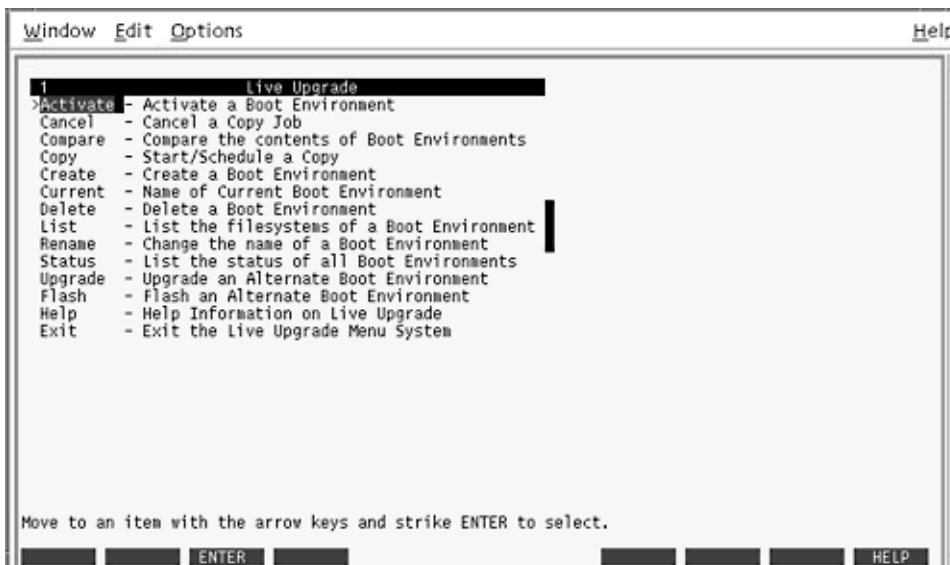 Window Edit Options Help
1 Live Upgrade
>Activate - Activate a Boot Environment
Cancel - Cancel a Copy Job
Compare - Compare the contents of Boot Environments
Copy - Start/Schedule a Copy
Create - Create a Boot Environment
Current - Name of Current Boot Environment
Delete - Delete a Boot Environment
List - List the filesystems of a Boot Environment
Rename - Change the name of a Boot Environment
Status - List the status of all Boot Environments
Upgrade - Upgrade an Alternate Boot Environment
Flash - Flash an Alternate Boot Environment
Help - Help Information on Live Upgrade
Exit - Exit the Live Upgrade Menu System
Move to an item with the arrow keys and strike ENTER to select.
ENTER HELP